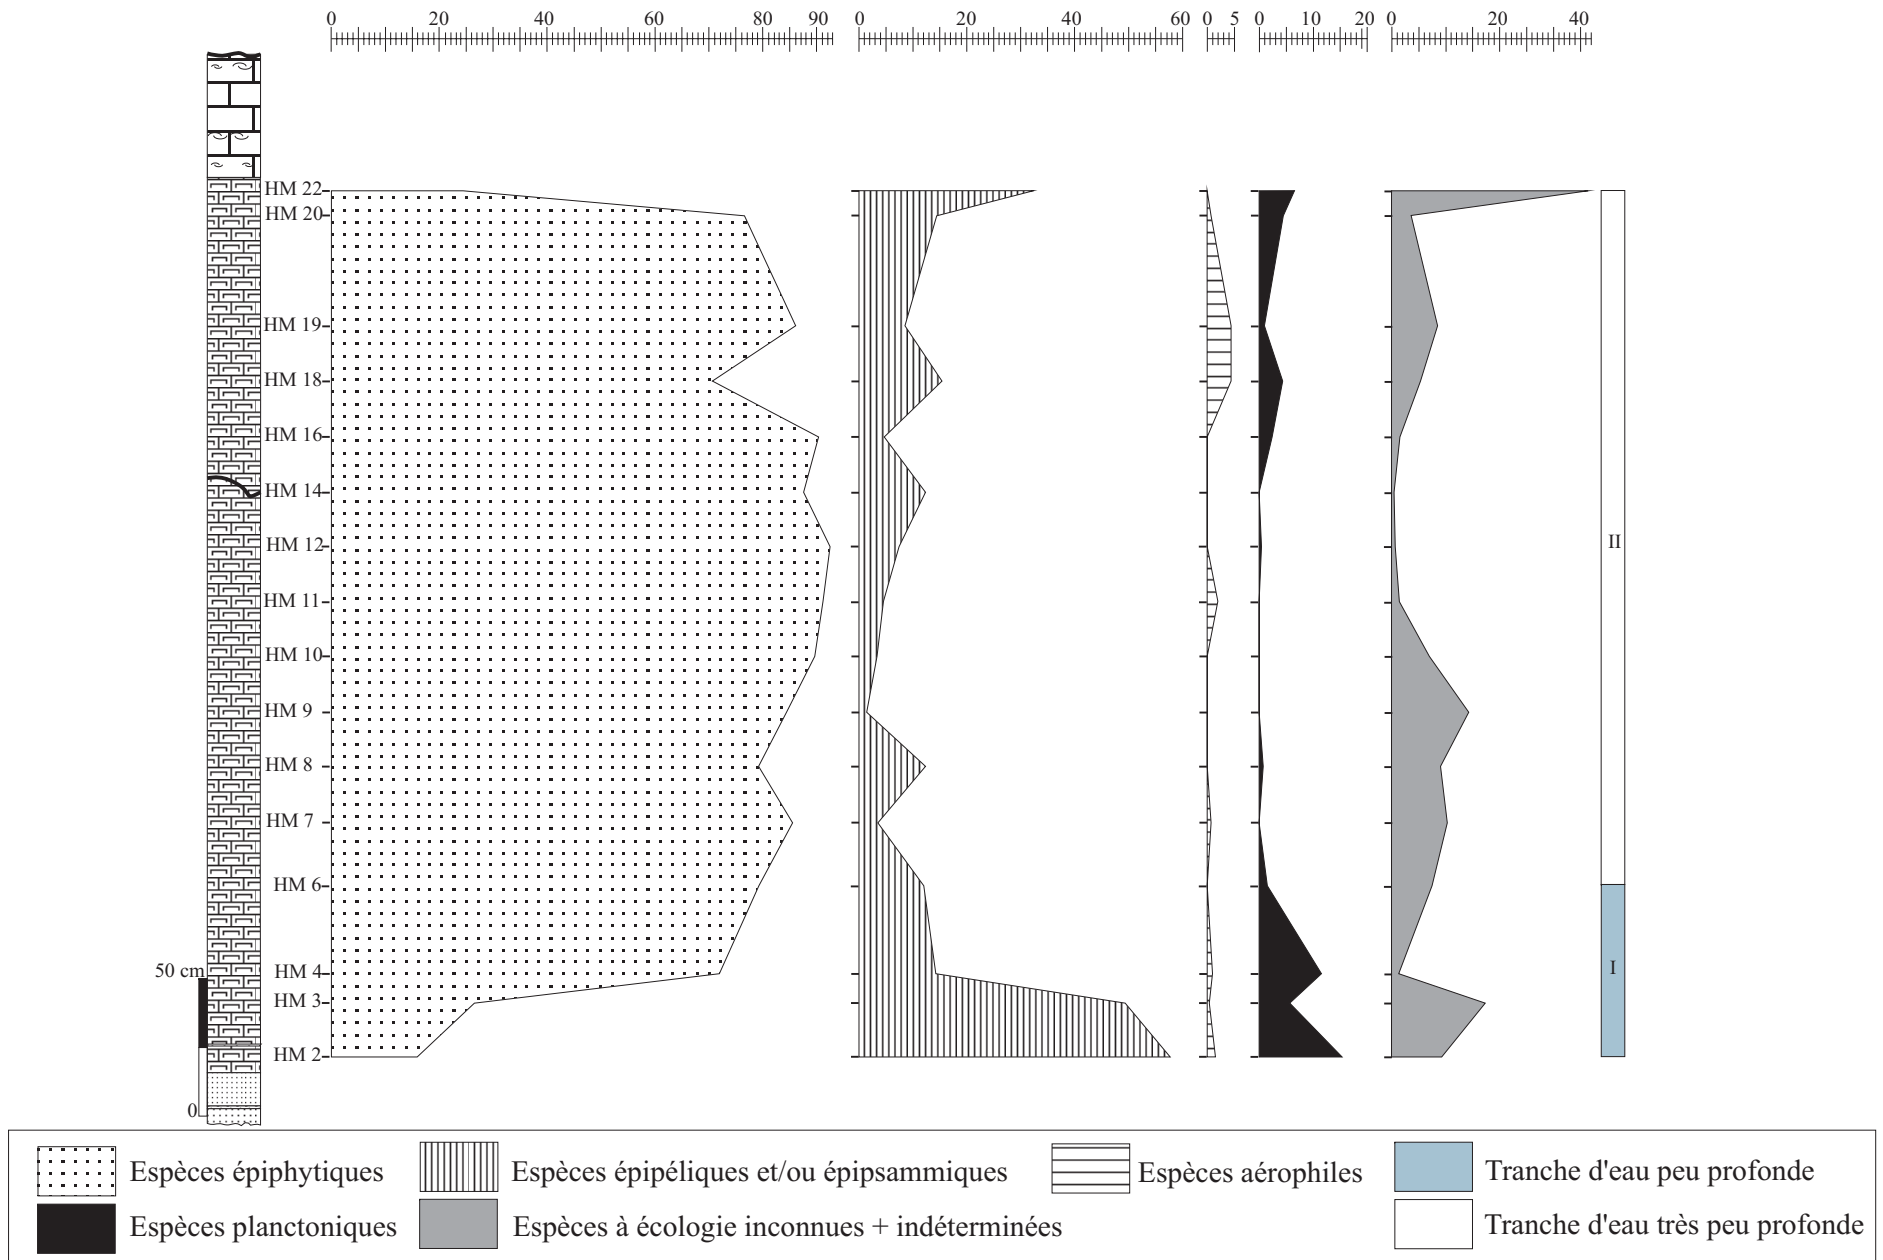 0 20 40 60 80 90 0 20 40 60 0 5 0 10 20 0 20 40
HM 22
HM 20
HM 19
HM 18
HM 16
HM 14
HM 12
II
HM 11
HM 10
HM 9
HM 8
HM 7
HM 6
50 cm
HM 4
I
HM 3
HM 2
0
Espèces épiphytiques
Espèces épipéliques et/ou épipsammiques
Espèces aérophiles
Tranche d'eau peu profonde
Espèces planctoniques
Espèces à écologie inconnues + indéterminées
Tranche d'eau très peu profonde